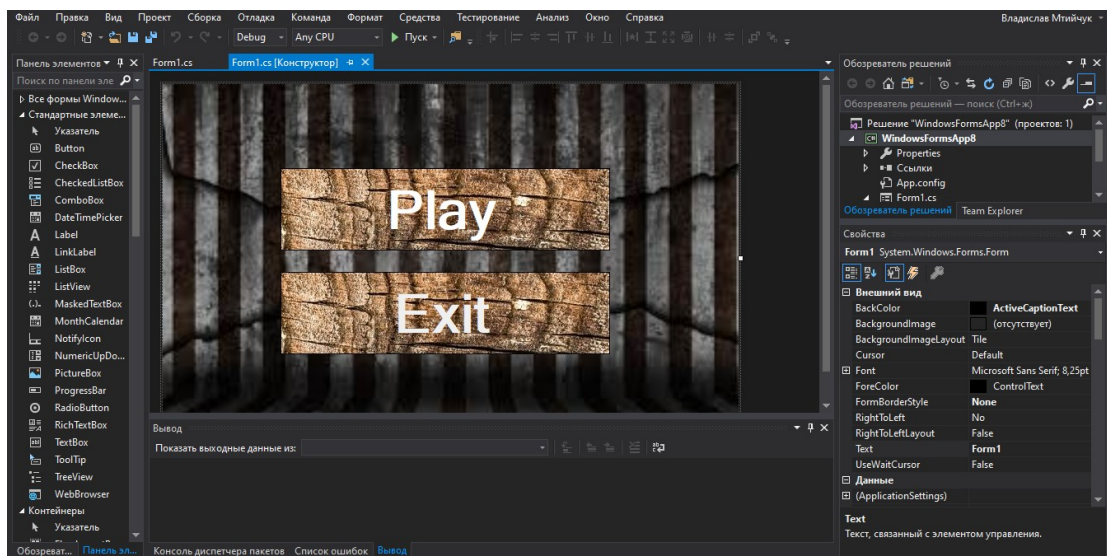 Файл Правка Вид Проект Сборка Отладка Команда Формат Средства Тестирование Анализ Окно Справка Владислав Мтийчук
Debug Any CPU Пуск
Панель элементов
Поиск по панели эле
Все формы Window...
Стандартные элеме...
Указатель
Button
CheckBox
CheckedListBox
ComboBox
DateTimePicker
Label
LinkLabel
ListBox
ListView
MaskedTextBox
MonthCalendar
NotifyIcon
NumericUpDo...
PictureBox
ProgressBar
RadioButton
RichTextBox
TextBox
ToolTip
TreeView
WebBrowser
Контейнеры
Указатель
Обозреват... Панель эл...
Form1.cs Form1.cs [Конструктор]
Play
Exit
Вывод
Показать выходные данные из:
Консоль диспетчера пакетов Список ошибок Вывод
Обозреватель решений
Обозреватель решений — поиск (Ctrl+ж)
Решение "WindowsFormsApp8" (проектов: 1)
WindowsFormsApp8
Properties
Ссылки
App.config
Form1.cs
Обозреватель решений Team Explorer
Свойства
Form1 System.Windows.Forms.Form
Внешний вид
BackColor ActiveCaptionText
BackgroundImage (отсутствует)
BackgroundImageLayout Tile
Cursor Default
Font Microsoft Sans Serif; 8,25pt
ForeColor ControlText
FormBorderStyle None
RightToLeft No
RightToLeftLayout False
Text Form1
UseWaitCursor False
Данные
(ApplicationSettings)
Text
Текст, связанный с элементом управления.